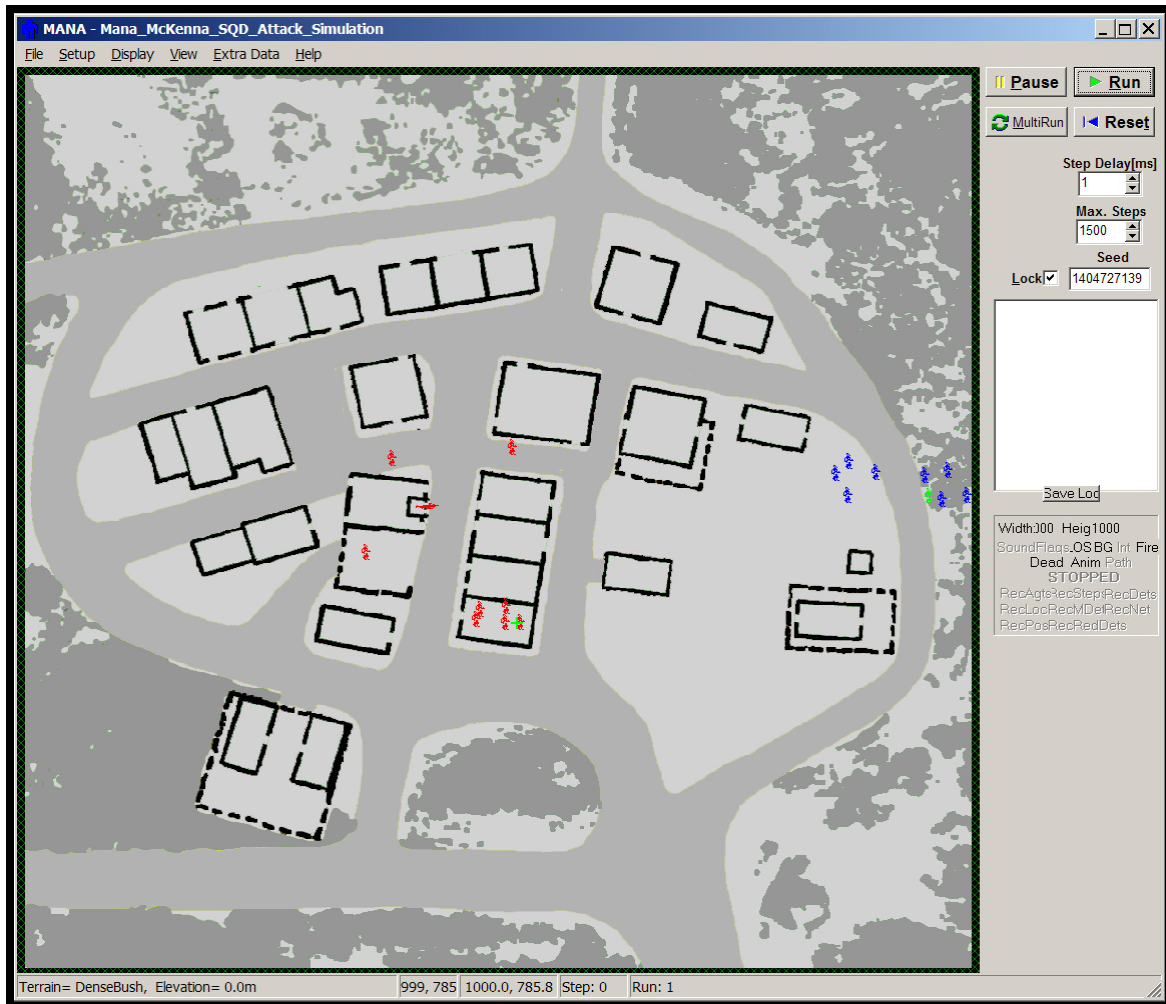 MANA - Mana_McKenna_SQD_Attack_Simulation
File Setup Display View Extra Data Help
Pause Run
MultiRun Reset
Step Delay[ms]
1
Max. Steps
1500
Seed
Lock 1404727139
Save Loc
Width:000 Heig1000
SoundFlags LOS BG Int Fire
Dead Anim Path
STOPPED
RecAgts RecSteps RecDets
RecLoc RecMDet RecNet
RecPos RecRedDets
Terrain= DenseBush, Elevation= 0.0m 999, 785 1000.0, 785.8 Step: 0 Run: 1